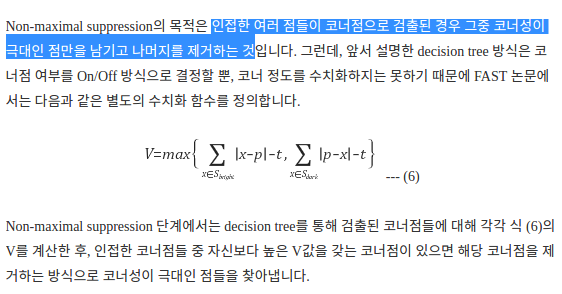 Non-maximal suppression의 목적은 인접한 여러 점들이 코너점으로 검출된 경우 그중 코너성이
극대인 점만을 남기고 나머지를 제거하는 것입니다. 그런데, 앞서 설명한 decision tree 방식은 코
너점 여부를 On/Off 방식으로 결정할 뿐, 코너 정도를 수치화하지는 못하기 때문에 FAST 논문에
서는 다음과 같은 별도의 수치화 함수를 정의합니다.
V=max{ ∑_{x∈S_{bright}} |x-p|-t, ∑_{x∈S_{dark}} |p-x|-t } --- (6)
Non-maximal suppression 단계에서는 decision tree를 통해 검출된 코너점들에 대해 각각 식 (6)의
V를 계산한 후, 인접한 코너점들 중 자신보다 높은 V값을 갖는 코너점이 있으면 해당 코너점을 제
거하는 방식으로 코너성이 극대인 점들을 찾아냅니다.